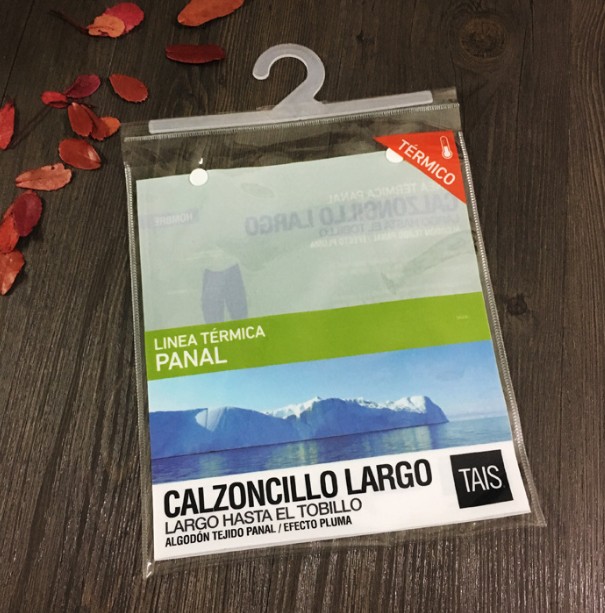 TÉRMICO
LINEA TÉRMICA
PANAL
CALZONCILLO LARGO
LARGO HASTA EL TOBILLO
ALGODÓN TEJIDO PANAL / EFECTO PLUMA
TAIS